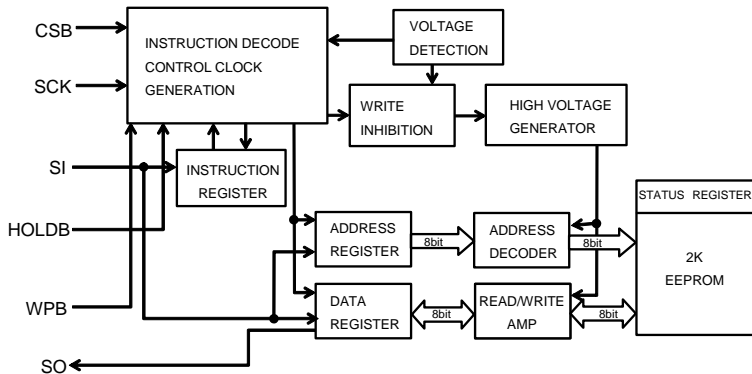 CSB
SCK
SI
HOLDB
WPB
SO
INSTRUCTION DECODE
CONTROL CLOCK
GENERATION
VOLTAGE
DETECTION
WRITE
INHIBITION
HIGH VOLTAGE
GENERATOR
INSTRUCTION
REGISTER
ADDRESS
REGISTER
8bit
ADDRESS
DECODER
8bit
DATA
REGISTER
8bit
READ/WRITE
AMP
8bit
STATUS REGISTER
2K
EEPROM